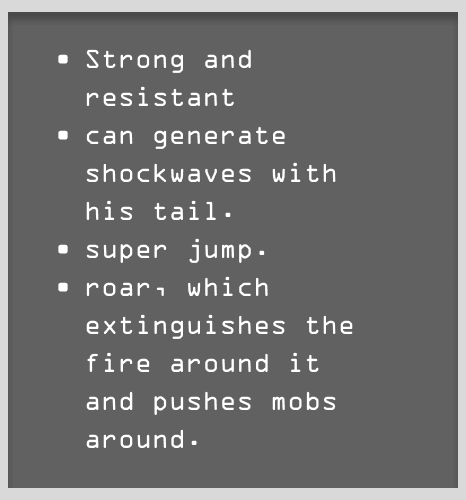 ▪ Strong and
resistant
▪ can generate
shockwaves with
his tail.
▪ super jump.
▪ roar, which
extinguishes the
fire around it
and pushes mobs
around.